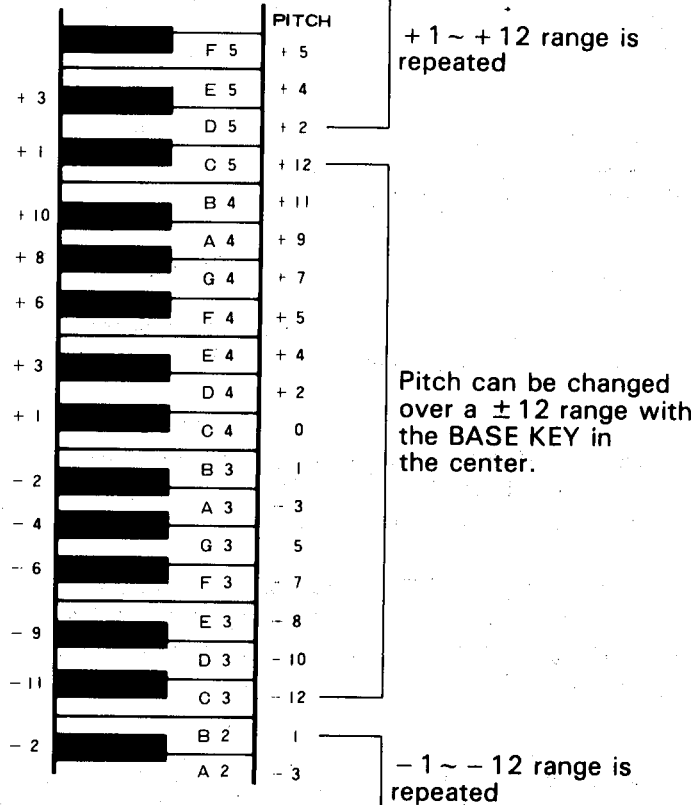 PITCH
F 5 + 5
+ 1 ~ + 12 range is
repeated
+ 3 E 5 + 4
D 5 + 2
+ 1 C 5 + 12
+ 10 B 4 + 11
A 4 + 9
+ 8 G 4 + 7
+ 6 F 4 + 5
+ 3 E 4 + 4
D 4 + 2
+ 1 C 4 0
Pitch can be changed
over a ± 12 range with
the BASE KEY in
the center.
- 2 B 3 1
A 3 - 3
- 4 G 3 5
- 6 F 3 - 7
- 9 E 3 - 8
D 3 - 10
- 11 C 3 - 12
- 2 B 2 1
A 2 - 3
- 1 ~ - 12 range is
repeated